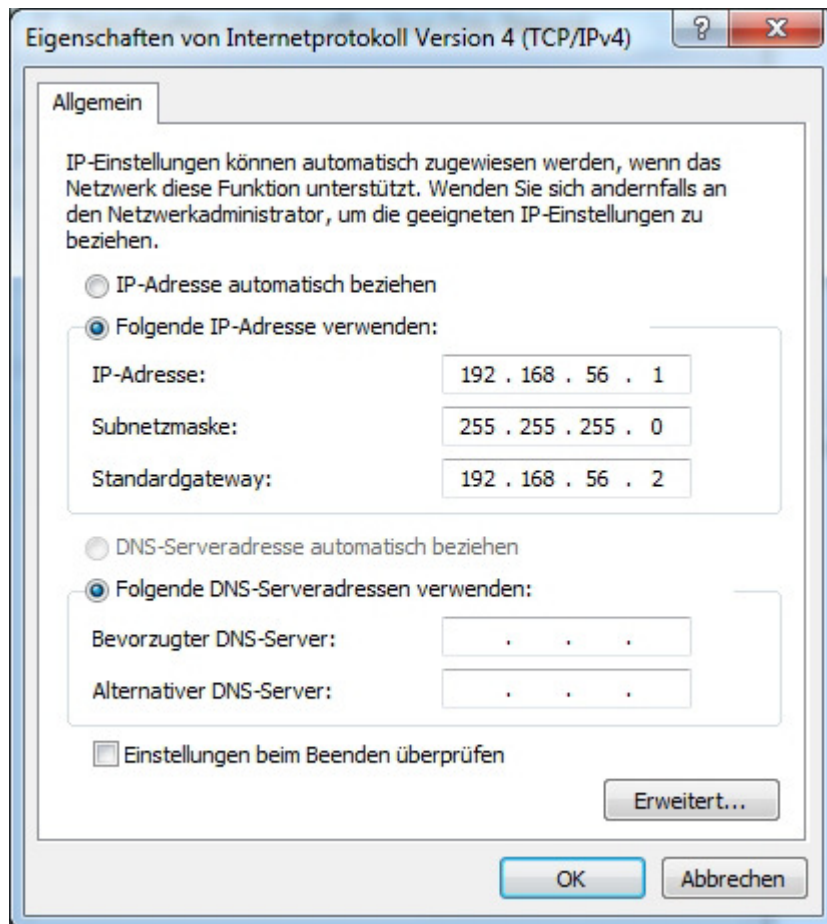 Eigenschaften von Internetprotokoll Version 4 (TCP/IPv4)
Allgemein
IP-Einstellungen können automatisch zugewiesen werden, wenn das
Netzwerk diese Funktion unterstützt. Wenden Sie sich andernfalls an
den Netzwerkadministrator, um die geeigneten IP-Einstellungen zu
beziehen.
IP-Adresse automatisch beziehen
Folgende IP-Adresse verwenden:
IP-Adresse: 192 . 168 . 56 . 1
Subnetzmaske: 255 . 255 . 255 . 0
Standardgateway: 192 . 168 . 56 . 2
DNS-Serveradresse automatisch beziehen
Folgende DNS-Serveradressen verwenden:
Bevorzugter DNS-Server: . . .
Alternativer DNS-Server: . . .
Einstellungen beim Beenden überprüfen
Erweitert...
OK Abbrechen